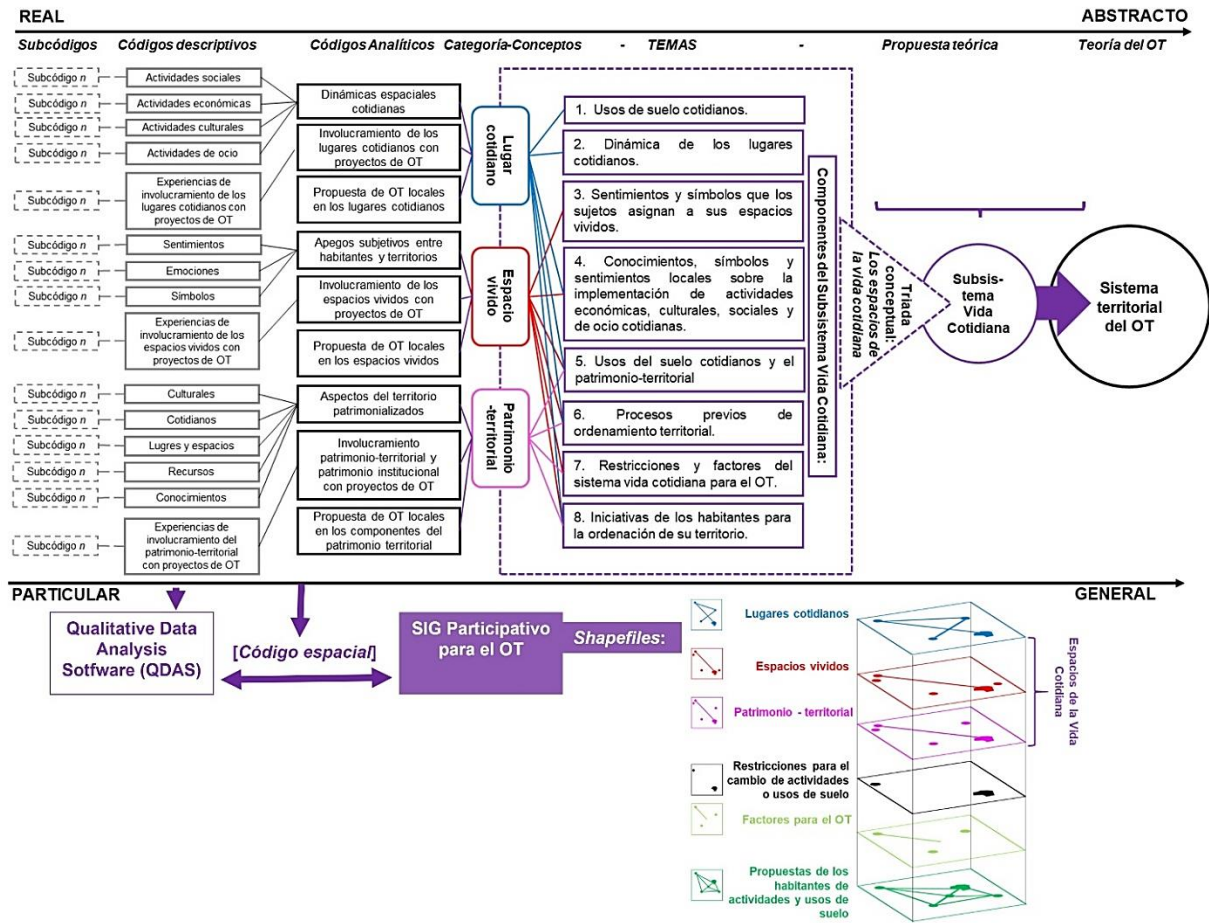 REAL
ABSTRACTO
Subcódigos
Códigos descriptivos
Códigos Analíticos
Categoría-Conceptos
- TEMAS -
Propuesta teórica
Teoría del OT
Subcódigo n
Actividades sociales
Subcódigo n
Actividades económicas
Subcódigo n
Actividades culturales
Subcódigo n
Actividades de ocio
Subcódigo n
Experiencias de
involucramiento de los
lugares cotidianos con
proyectos de OT
Subcódigo n
Sentimientos
Subcódigo n
Emociones
Subcódigo n
Símbolos
Subcódigo n
Experiencias de
involucramiento de los
espacios vividos con
proyectos de OT
Subcódigo n
Culturales
Subcódigo n
Cotidianos
Subcódigo n
Lugres y espacios
Subcódigo n
Recursos
Subcódigo n
Conocimientos
Subcódigo n
Experiencias de
involucramiento del
patrimonio-territorial
con proyectos de OT
Dinámicas espaciales
cotidianas
Involucramiento de los
lugares cotidianos con
proyectos de OT
Propuesta de OT locales
en los lugares cotidianos
Apegos subjetivos entre
habitantes y territorios
Involucramiento de los
espacios vividos con
proyectos de OT
Propuesta de OT locales
en los espacios vividos
Aspectos del territorio
patrimonializados
Involucramiento
patrimonio-territorial y
patrimonio institucional
con proyectos de OT
Propuesta de OT locales
en los componentes del
patrimonio territorial
Lugar
cotidiano
Espacio
vivido
Patrimonio
-territorial
1. Usos de suelo cotidianos.
2. Dinámica de los lugares
cotidianos.
3. Sentimientos y símbolos que los
sujetos asignan a sus espacios
vividos.
4. Conocimientos, símbolos y
sentimientos locales sobre la
implementación de actividades
económicas, culturales, sociales y
de ocio cotidianas.
5. Usos del suelo cotidianos y el
patrimonio-territorial
6. Procesos previos de
ordenamiento territorial.
7. Restricciones y factores del
sistema vida cotidiana para el OT.
8. Iniciativas de los habitantes para
la ordenación de su territorio.
Componentes del Subsistema Vida Cotidiana:
Triada
conceptual:
Los espacios de
la vida cotidiana
Subsis-
tema
Vida
Cotidiana
Sistema
territorial
del OT
PARTICULAR
GENERAL
Qualitative Data
Analysis
Sotfware (QDAS)
[Código espacial]
SIG Participativo
para el OT
Shapefiles:
Lugares cotidianos
Espacios vividos
Patrimonio - territorial
Restricciones para el
cambio de actividades
o usos de suelo
Factores para el OT
Propuestas de los
habitantes de
actividades y usos de
suelo
Espacios de la Vida
Cotidiana